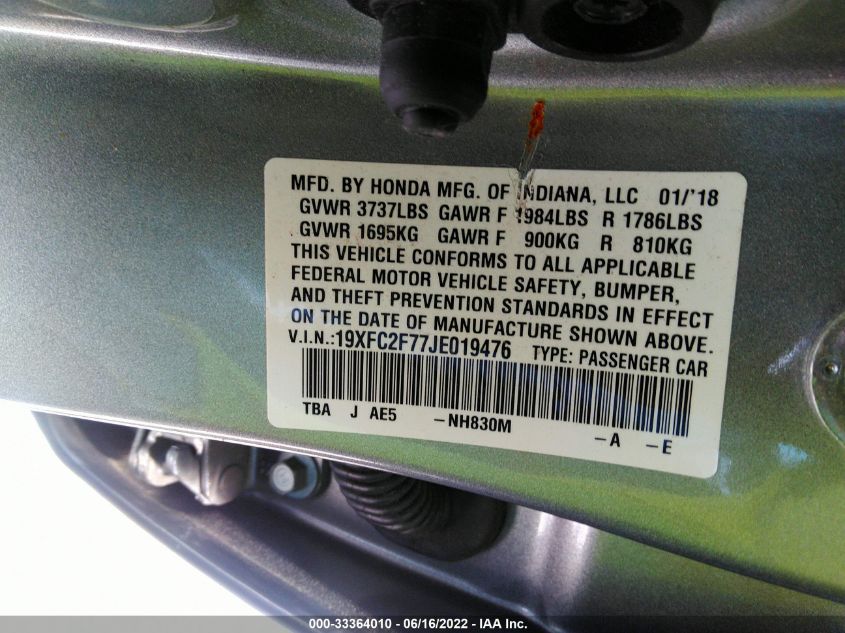 MFD. BY HONDA MFG. OF INDIANA, LLC 01/'18
GVWR 3737LBS GAWR F 1984LBS R 1786LBS
GVWR 1695KG GAWR F 900KG R 810KG
THIS VEHICLE CONFORMS TO ALL APPLICABLE
FEDERAL MOTOR VEHICLE SAFETY, BUMPER,
AND THEFT PREVENTION STANDARDS IN EFFECT
ON THE DATE OF MANUFACTURE SHOWN ABOVE.
V.I.N.:19XFC2F77JE019476 TYPE: PASSENGER CAR
TBA J AE5 -NH830M -A -E
000-33364010 - 06/16/2022 - IAA Inc.